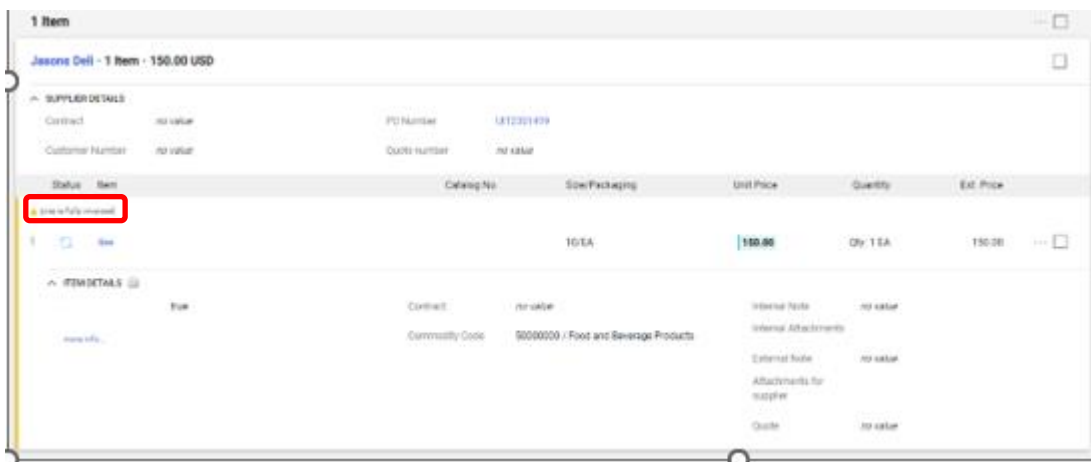 1 Item
Jasons Deli - 1 Item - 150.00 USD
SUPPLIER DETAILS
Contract no value PO Number
Customer Number no value Quote number no value
Status Item Catalog No Size/Packaging Unit Price Quantity Ext. Price
Line is fully invoiced
1 10/EA 150.00 Qty: 1 EA 150.00
ITEM DETAILS
true Contract no value Internal Note no value
more info... Commodity Code 50000000 / Food and Beverage Products Internal Attachments
External Note no value
Attachments for
supplier
Quote no value